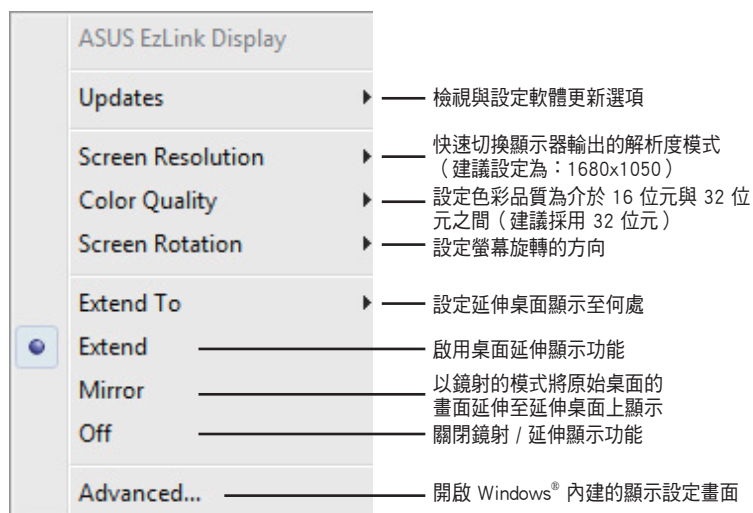 ASUS EzLink Display
Updates
檢視與設定軟體更新選項
Screen Resolution
快速切換顯示器輸出的解析度模式
（建議設定為：1680x1050）
Color Quality
設定色彩品質為介於 16 位元與 32 位
元之間（建議採用 32 位元）
Screen Rotation
設定螢幕旋轉的方向
Extend To
設定延伸桌面顯示至何處
Extend
啟用桌面延伸顯示功能
Mirror
以鏡射的模式將原始桌面的
畫面延伸至延伸桌面上顯示
Off
關閉鏡射 / 延伸顯示功能
Advanced...
開啟 Windows® 內建的顯示設定畫面